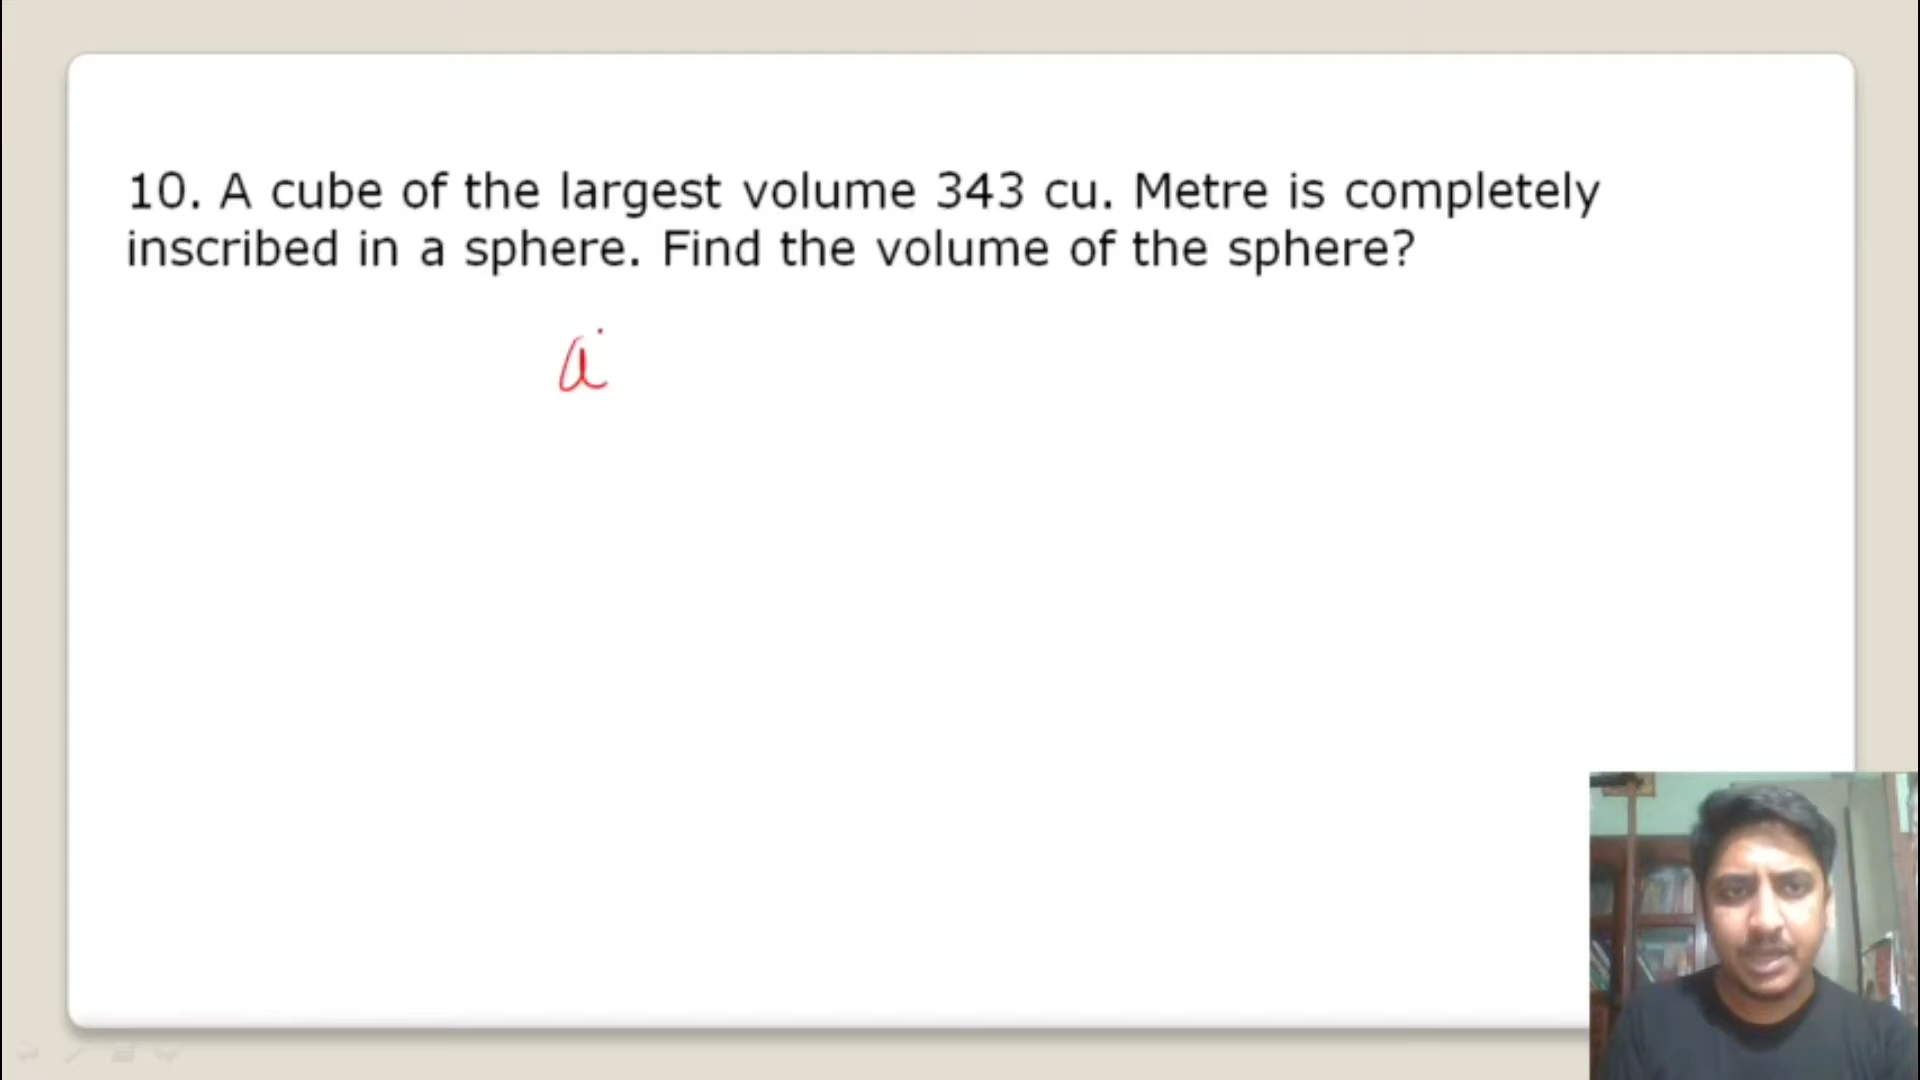 10. A cube of the largest volume 343 cu. Metre is completely
inscribed in a sphere. Find the volume of the sphere?
a